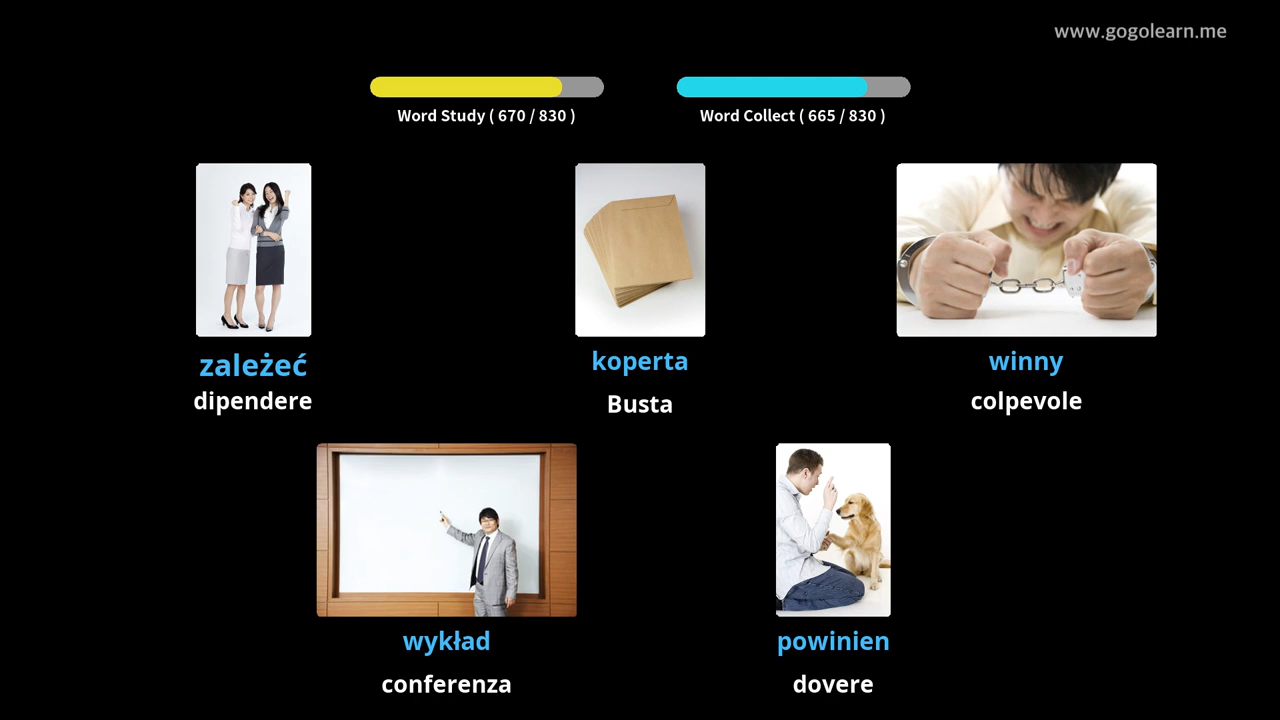 www.gogolearn.me
Word Study ( 670 / 830 )
Word Collect ( 665 / 830 )
zależeć
dipendere
koperta
Busta
winny
colpevole
wykład
conferenza
powinien
dovere